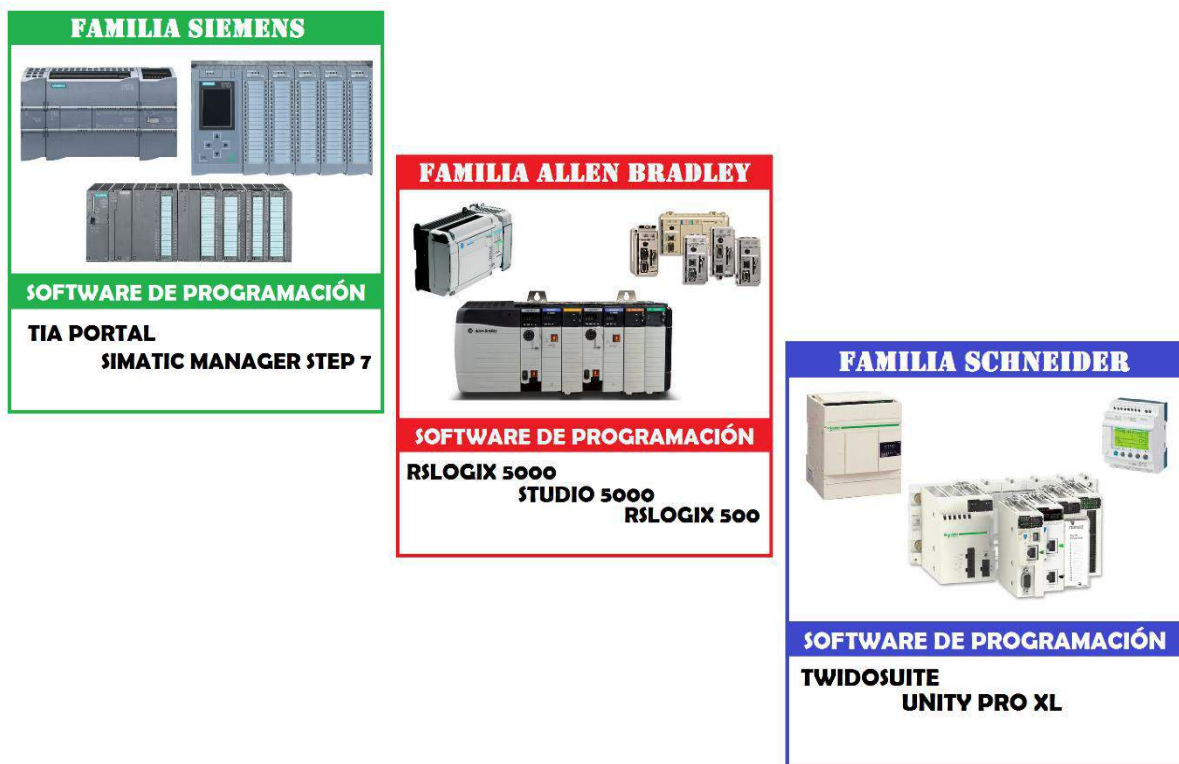 FAMILIA SIEMENS
SOFTWARE DE PROGRAMACIÓN
TIA PORTAL
SIMATIC MANAGER STEP 7
FAMILIA ALLEN BRADLEY
SOFTWARE DE PROGRAMACIÓN
RSLOGIX 5000
STUDIO 5000
RSLOGIX 500
FAMILIA SCHNEIDER
SOFTWARE DE PROGRAMACIÓN
TWIDOSUITE
UNITY PRO XL